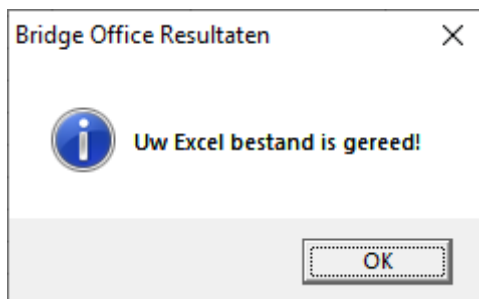 Bridge Office Resultaten
Uw Excel bestand is gereed!
OK